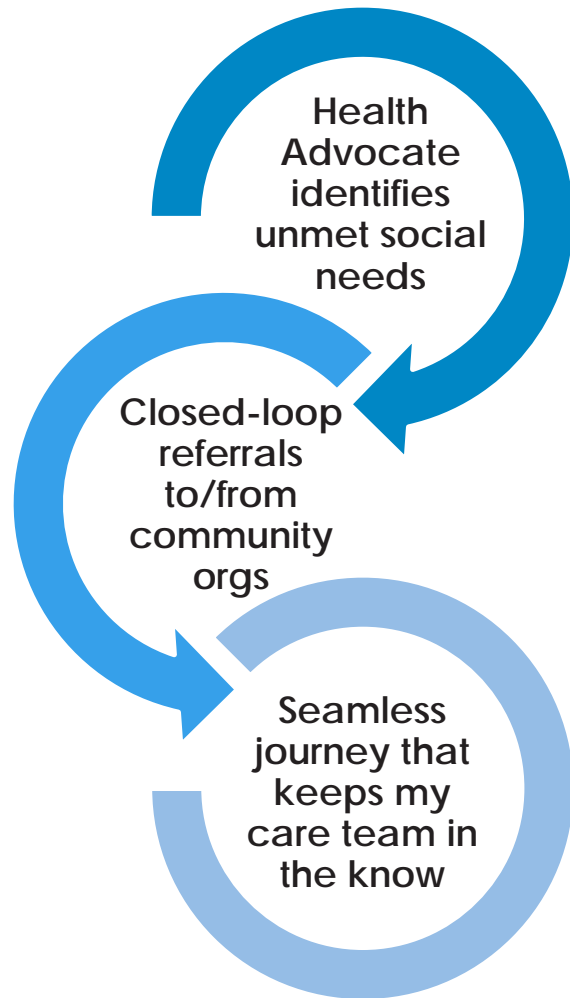 Health
Advocate
identifies
unmet social
needs
Closed-loop
referrals
to/from
community
orgs
Seamless
journey that
keeps my
care team in
the know